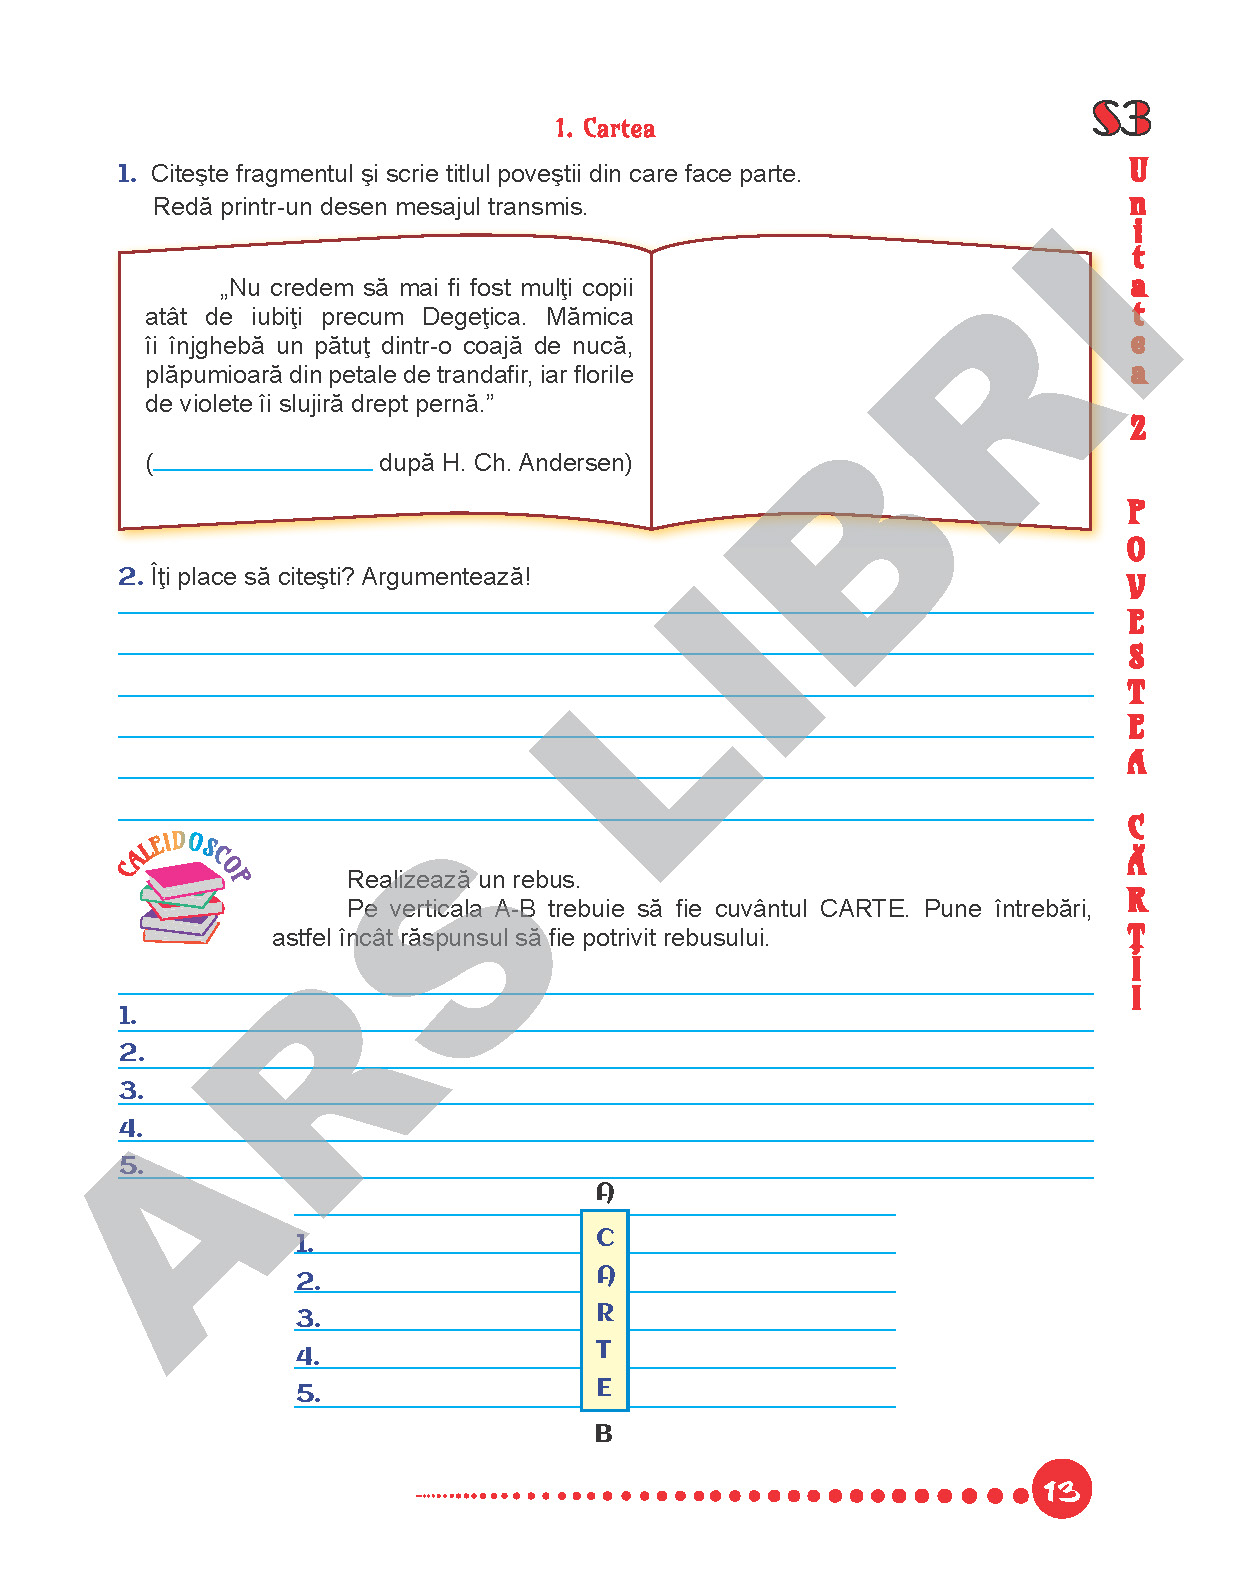 S3
Unitatea 2 POVESTEA CĂRŢII
1. Cartea
1. Citeşte fragmentul şi scrie titlul poveştii din care face parte.
Redă printr-un desen mesajul transmis.
„Nu credem să mai fi fost mulţi copii
atât de iubiţi precum Degeţica. Mămica
îi înjghebă un pătuţ dintr-o coajă de nucă,
plăpumioară din petale de trandafir, iar florile
de violete îi slujiră drept pernă.”
( după H. Ch. Andersen)
2. Îţi place să citeşti? Argumentează!
CALEIDOSCOP
Realizează un rebus.
Pe verticala A-B trebuie să fie cuvântul CARTE. Pune întrebări,
astfel încât răspunsul să fie potrivit rebusului.
1.
2.
3.
4.
5.
A
1. C
2. A
3. R
4. T
5. E
B
13
ARS LIBRI